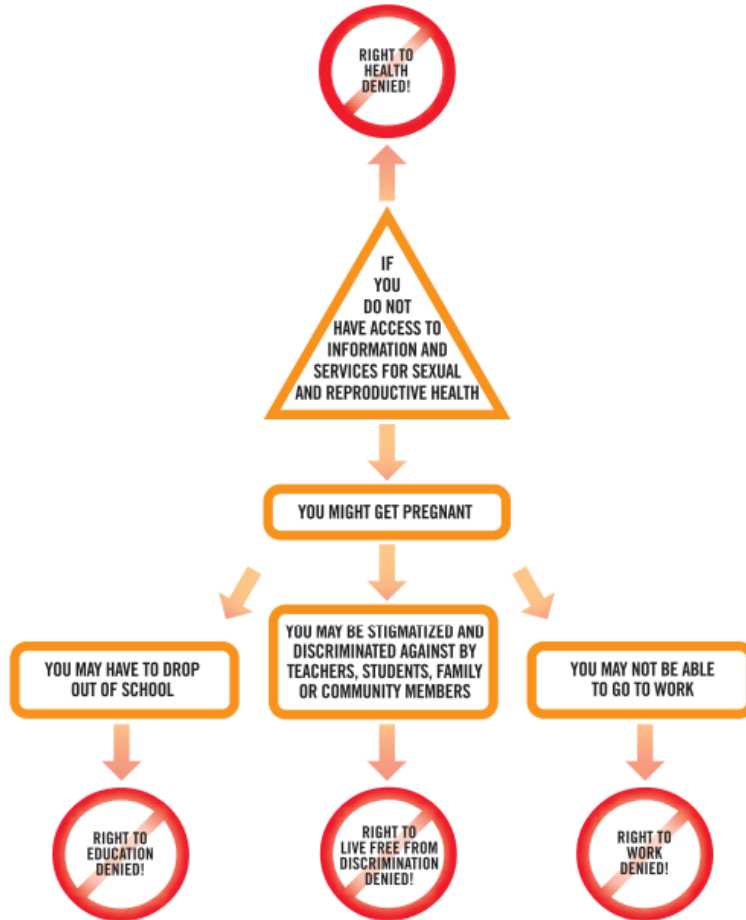 RIGHT TO
HEALTH
DENIED!
IF
YOU
DO NOT
HAVE ACCESS TO
INFORMATION AND
SERVICES FOR SEXUAL
AND REPRODUCTIVE HEALTH
YOU MIGHT GET PREGNANT
YOU MAY HAVE TO DROP
OUT OF SCHOOL
YOU MAY BE STIGMATIZED AND
DISCRIMINATED AGAINST BY
TEACHERS, STUDENTS, FAMILY
OR COMMUNITY MEMBERS
YOU MAY NOT BE ABLE
TO GO TO WORK
RIGHT TO
EDUCATION
DENIED!
RIGHT TO
LIVE FREE FROM
DISCRIMINATION
DENIED!
RIGHT TO
WORK
DENIED!